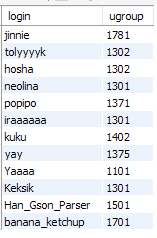 login ugroup
jinnie 1781
tolyyyyk 1302
hosha 1302
neolina 1301
popipo 1371
iraaaaaa 1301
kuku 1402
yay 1375
Yaaaa 1101
Keksik 1301
Han_Gson_Parser 1501
banana_ketchup 1701